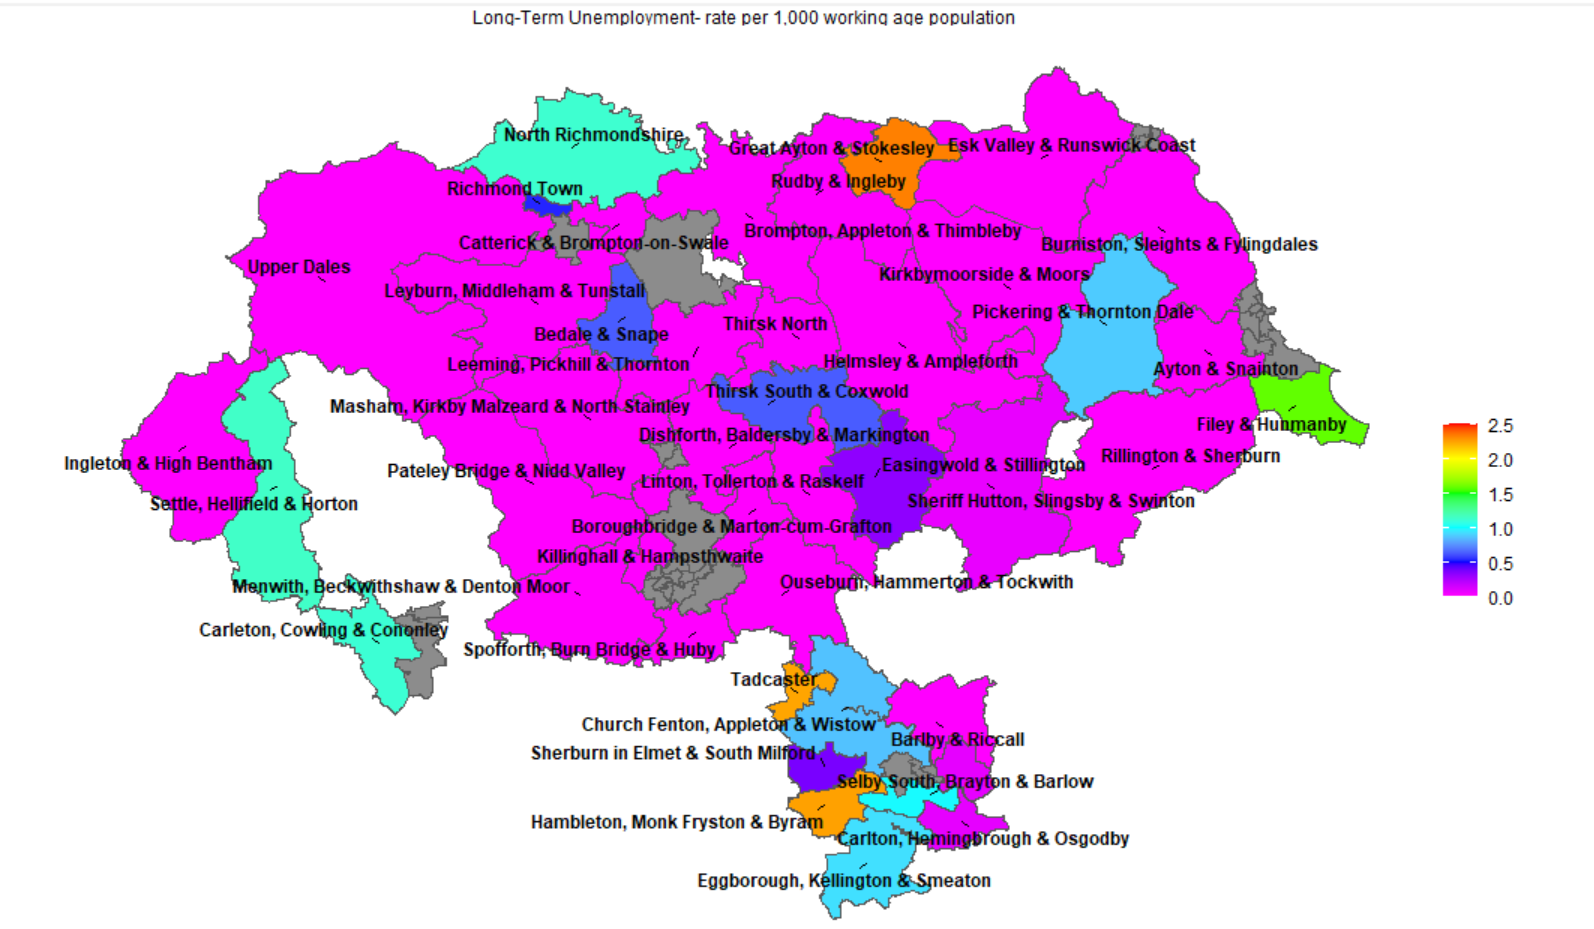 Long-Term Unemployment- rate per 1,000 working age population
North Richmondshire
Great Ayton & Stokesley
Esk Valley & Runswick Coast
Richmond Town
Rudby & Ingleby
Catterick & Brompton-on-Swale
Brompton, Appleton & Thimbleby
Burniston, Sleights & Fylingdales
Upper Dales
Kirkbymoorside & Moors
Leyburn, Middleham & Tunstall
Pickering & Thornton Dale
Bedale & Snape
Thirsk North
Leeming, Pickhill & Thornton
Helmsley & Ampleforth
Ayton & Snainton
Masham, Kirkby Malzeard & North Stainley
Thirsk South & Coxwold
Filey & Hunmanby
Dishforth, Baldersby & Markington
Ingleton & High Bentham
Pateley Bridge & Nidd Valley
Easingwold & Stillington
Rillington & Sherburn
Linton, Tollerton & Raskelf
Settle, Hellifield & Horton
Sheriff Hutton, Slingsby & Swinton
Boroughbridge & Marton-cum-Grafton
Killinghall & Hampsthwaite
Menwith, Beckwithshaw & Denton Moor
Ouseburn, Hammerton & Tockwith
Carleton, Cowling & Cononley
Spofforth, Burn Bridge & Huby
Tadcaster
Church Fenton, Appleton & Wistow
Barlby & Riccall
Sherburn in Elmet & South Milford
Selby South, Brayton & Barlow
Hambleton, Monk Fryston & Byram
Carlton, Hemingbrough & Osgodby
Eggborough, Kellington & Smeaton
2.5
2.0
1.5
1.0
0.5
0.0